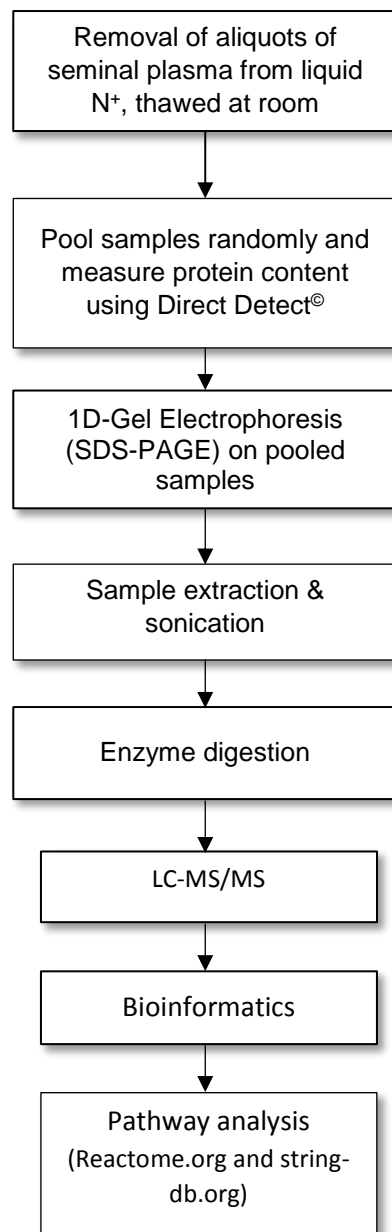 Removal of aliquots of
seminal plasma from liquid
N⁺, thawed at room
Pool samples randomly and
measure protein content
using Direct Detect©
1D-Gel Electrophoresis
(SDS-PAGE) on pooled
samples
Sample extraction &
sonication
Enzyme digestion
LC-MS/MS
Bioinformatics
Pathway analysis
(Reactome.org and string-
db.org)